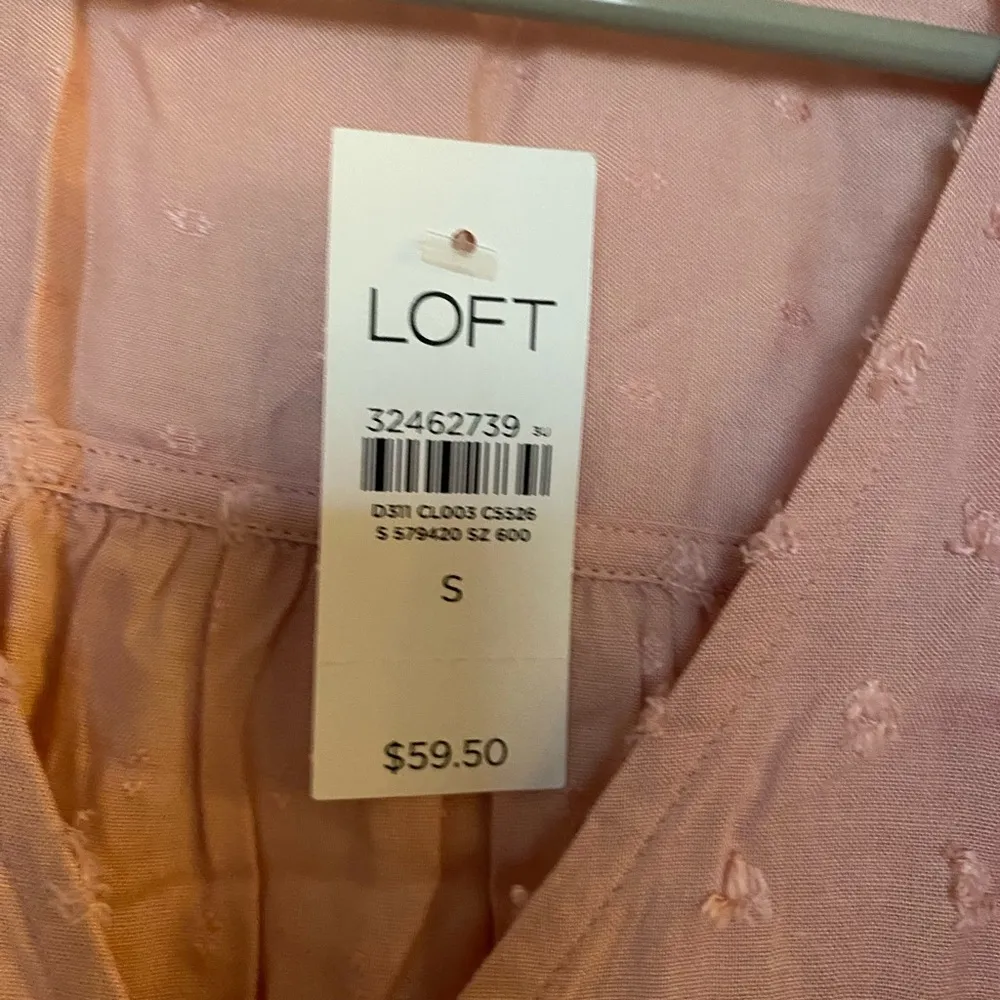 LOFT
32462739 3U
D311 CL003 C5526
S 579420 SZ 600
S
$59.50